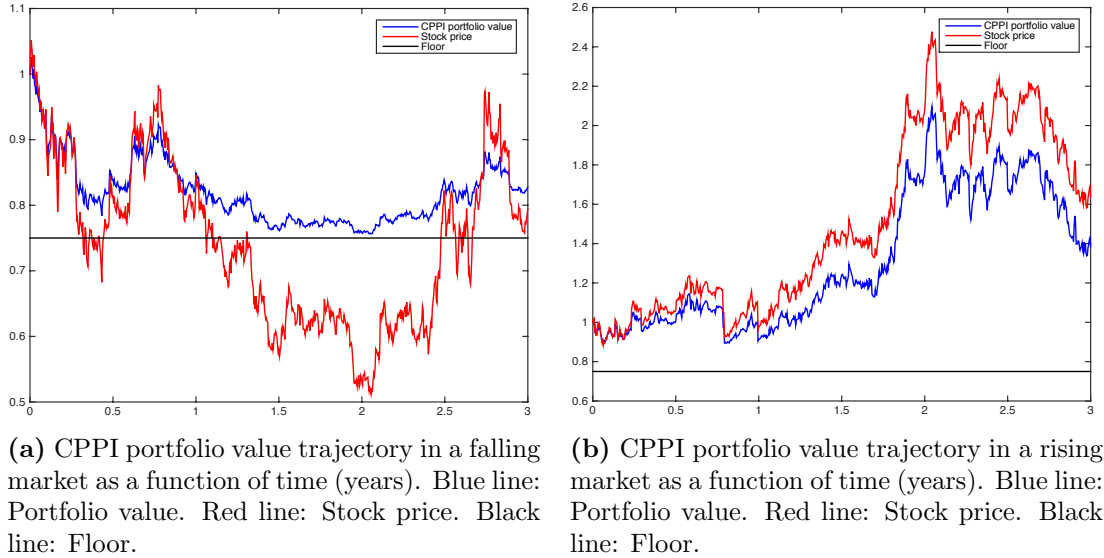 1.1
1
0.9
0.8
0.7
0.6
0.5
0
0.5
1
1.5
2
2.5
3
CPPI portfolio value
Stock price
Floor
2.6
2.4
2.2
2
1.8
1.6
1.4
1.2
1
0.8
0.6
0
0.5
1
1.5
2
2.5
3
CPPI portfolio value
Stock price
Floor
(a) CPPI portfolio value trajectory in a falling
market as a function of time (years). Blue line:
Portfolio value. Red line: Stock price. Black
line: Floor.
(b) CPPI portfolio value trajectory in a rising
market as a function of time (years). Blue line:
Portfolio value. Red line: Stock price. Black
line: Floor.